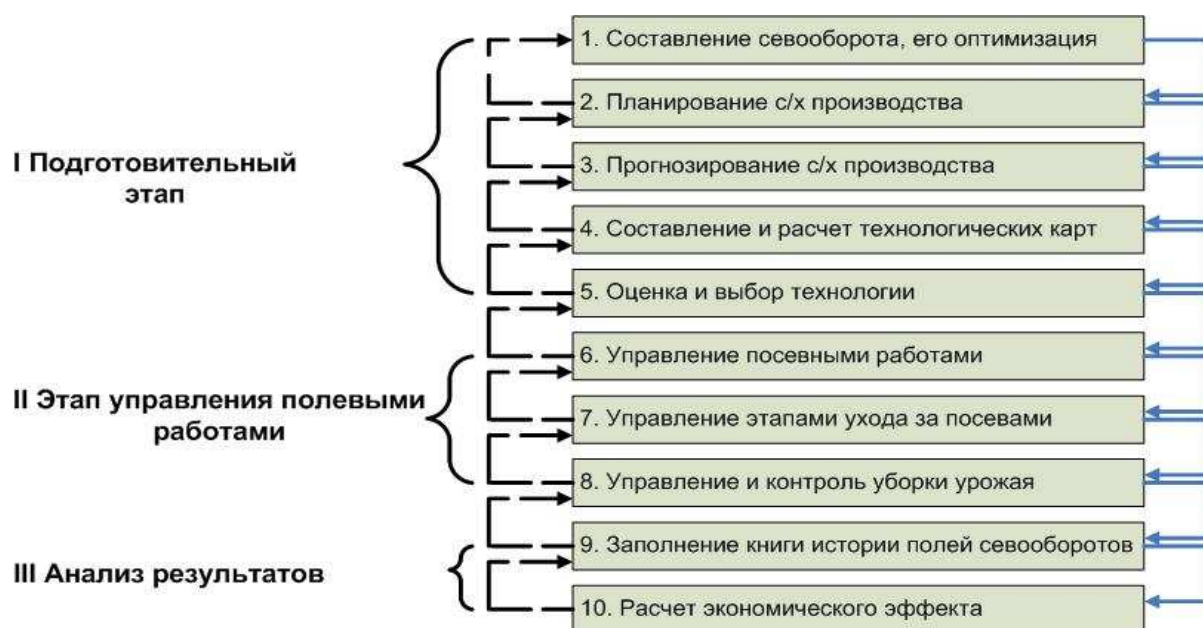 1. Составление севооборота, его оптимизация
2. Планирование с/х производства
I Подготовительный
этап
3. Прогнозирование с/х производства
4. Составление и расчет технологических карт
5. Оценка и выбор технологии
6. Управление посевными работами
II Этап управления полевыми
работами
7. Управление этапами ухода за посевами
8. Управление и контроль уборки урожая
9. Заполнение книги истории полей севооборотов
III Анализ результатов
10. Расчет экономического эффекта